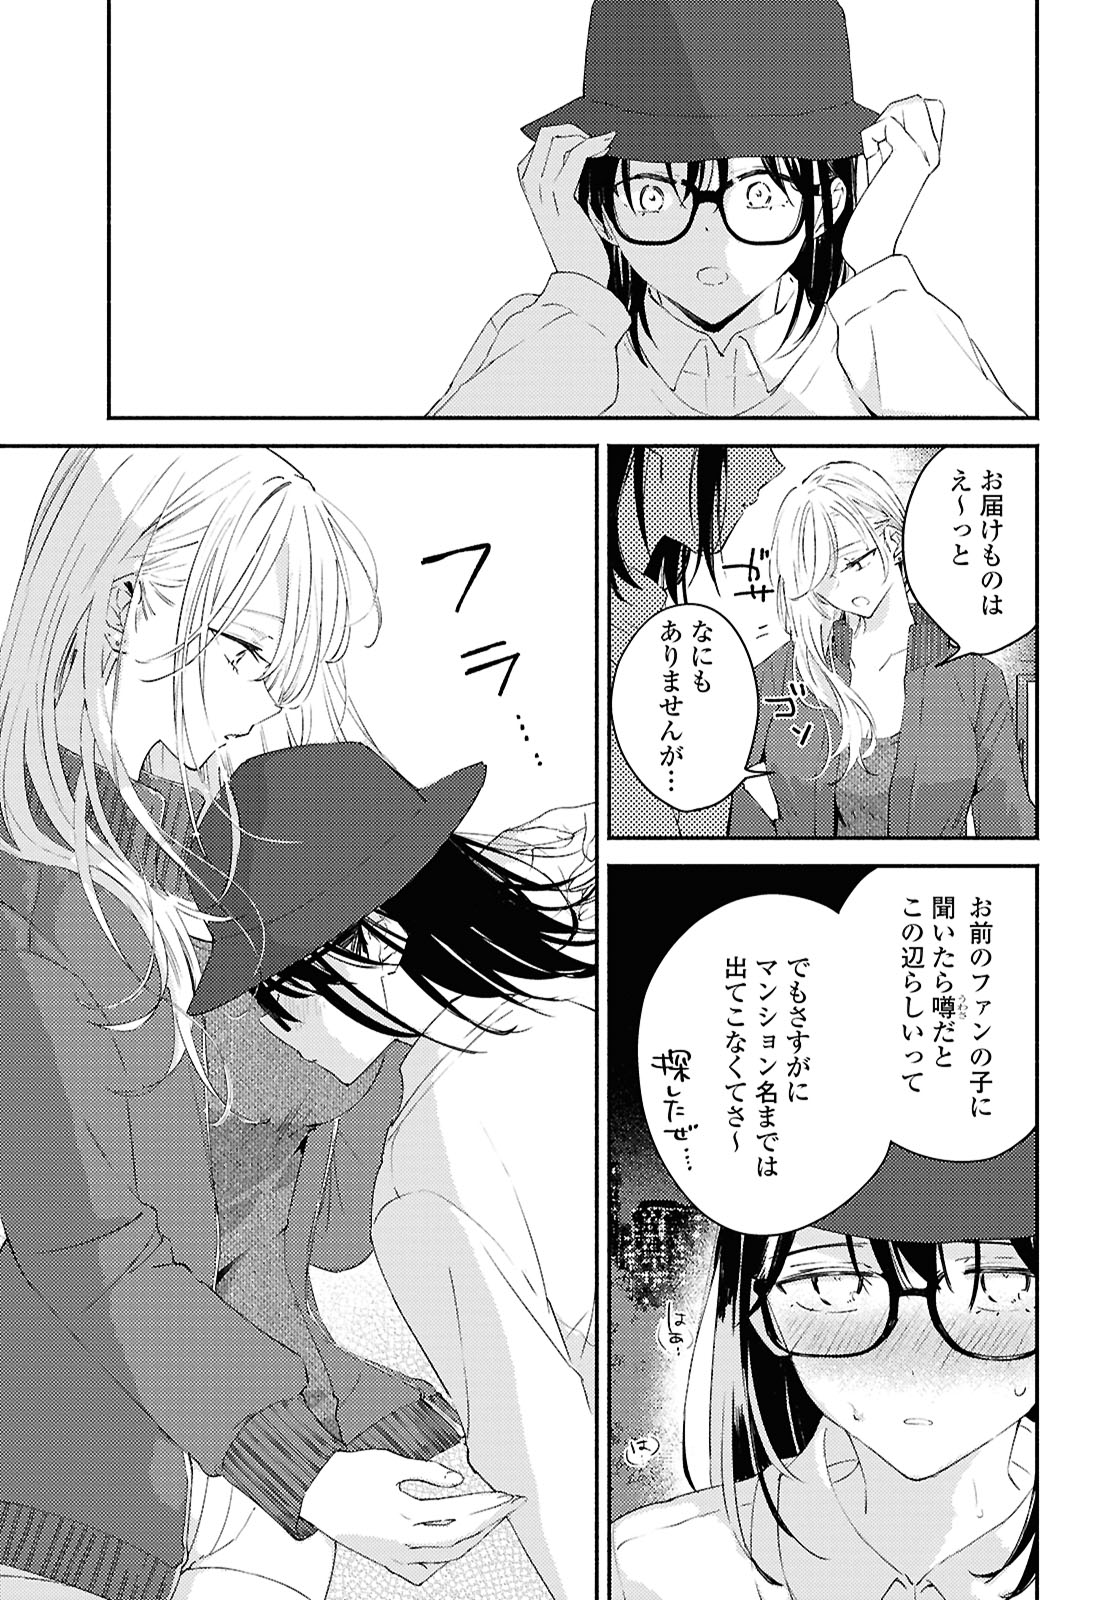 お届けものは
え〜っと
ガサ
ゴソ
なにも
ありませんが…
お前のファンの子に
聞いたら噂だと
うわさ
この辺らしいって
でもさすがに
マンション名までは
出てこなくてさ〜
探したぜ…
はぁ
は
フラ……